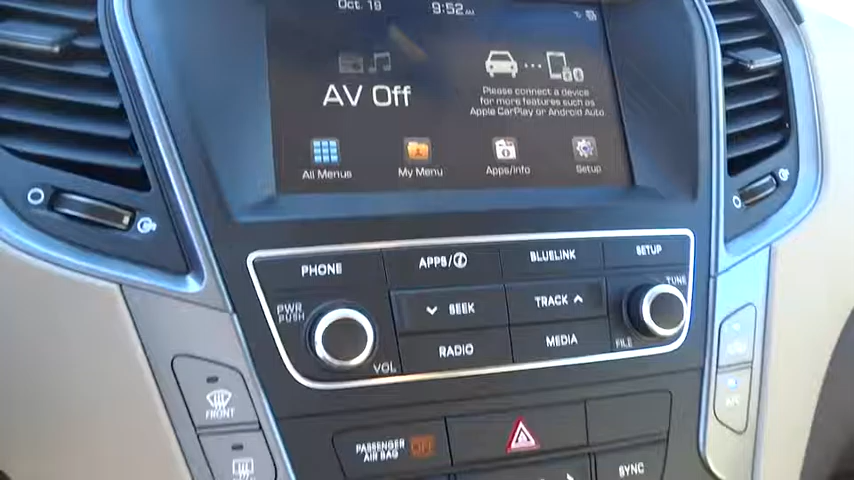 Oct. 19
9:52 AM
AV Off
Please connect a device
for more features such as
Apple CarPlay or Android Auto
All Menus
My Menu
Apps/Info
Setup
PHONE
APPS/
BLUELINK
SETUP
PWR
PUSH
SEEK
TRACK
TUNE
RADIO
MEDIA
FILE
VOL
FRONT
PASSENGER
AIR BAG
OFF
SYNC